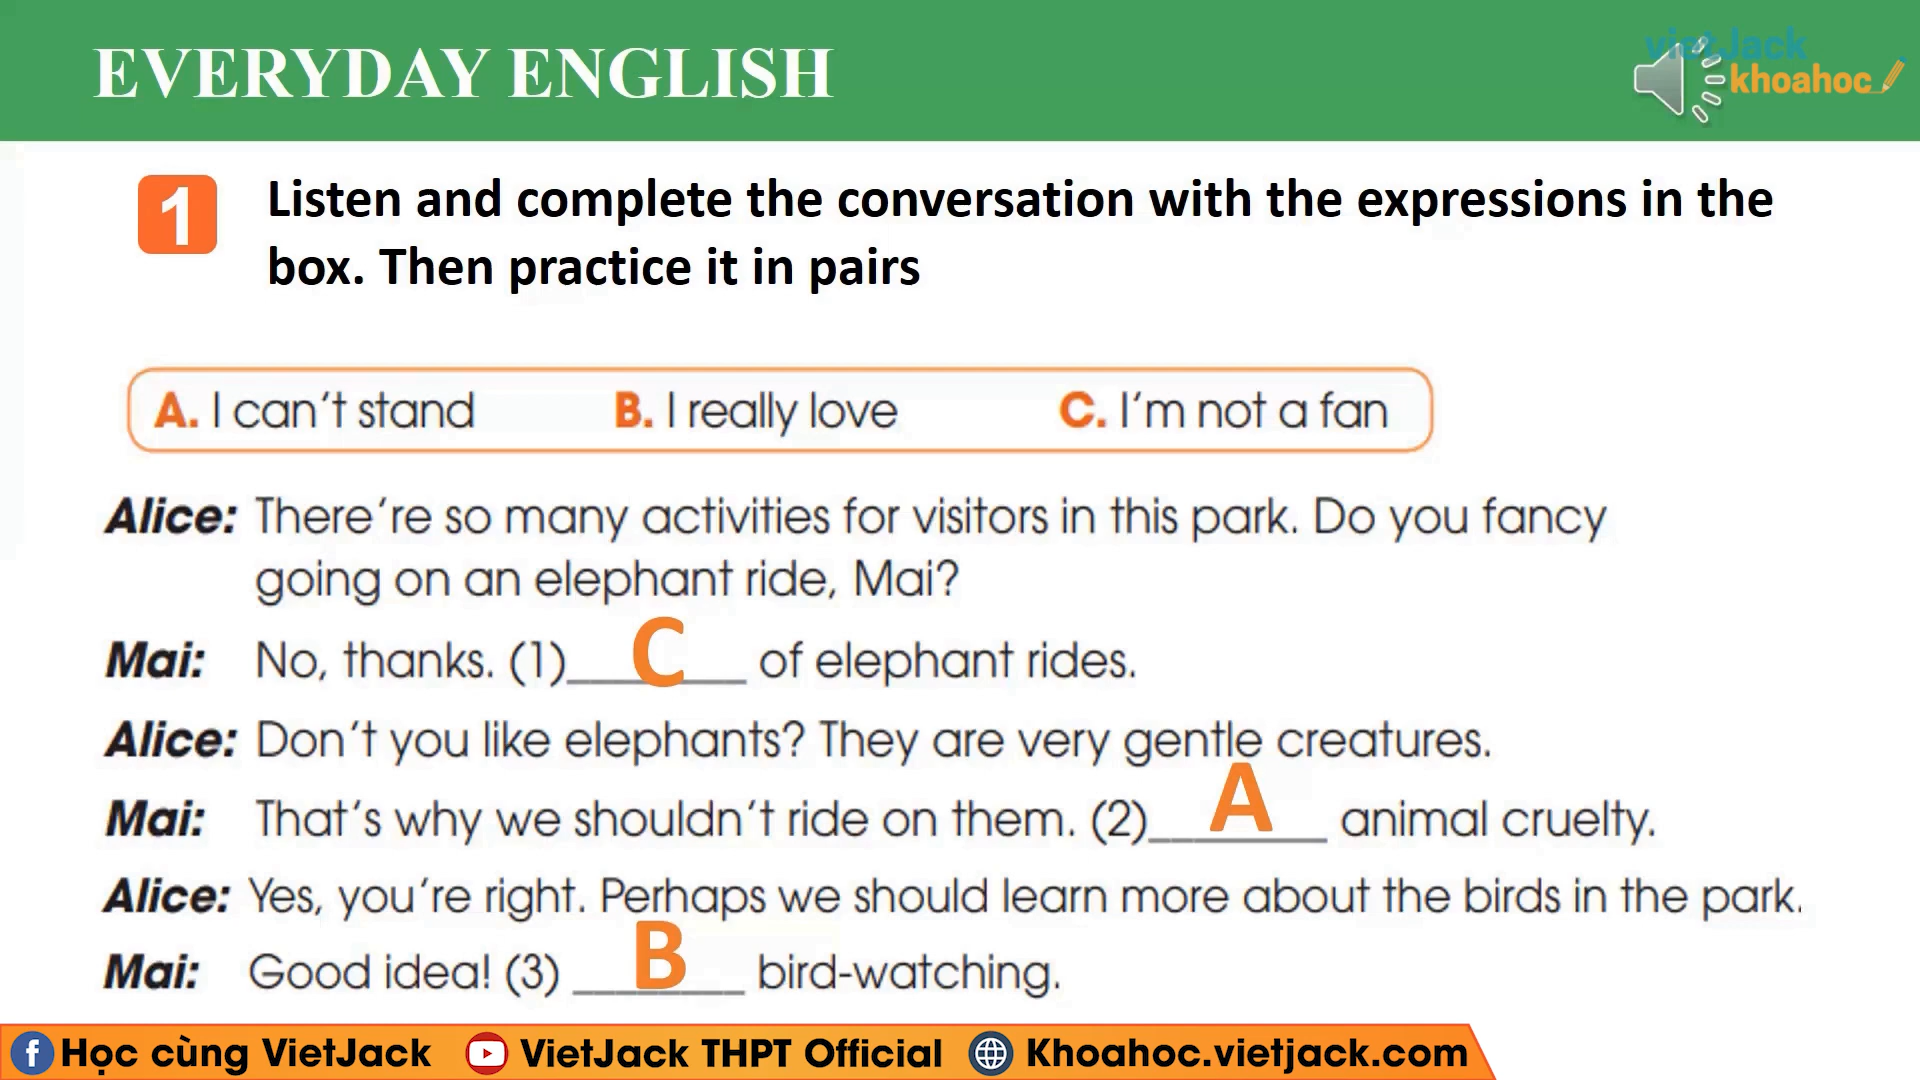 EVERYDAY ENGLISH
vietJack
khoahoc
1
Listen and complete the conversation with the expressions in the
box. Then practice it in pairs
A. I can't stand B. I really love C. I'm not a fan
Alice: There're so many activities for visitors in this park. Do you fancy
going on an elephant ride, Mai?
Mai: No, thanks. (1)___C___ of elephant rides.
Alice: Don't you like elephants? They are very gentle creatures.
Mai: That's why we shouldn't ride on them. (2)___A___ animal cruelty.
Alice: Yes, you're right. Perhaps we should learn more about the birds in the park.
Mai: Good idea! (3) ___B___ bird-watching.
Học cùng VietJack VietJack THPT Official Khoahoc.vietjack.com